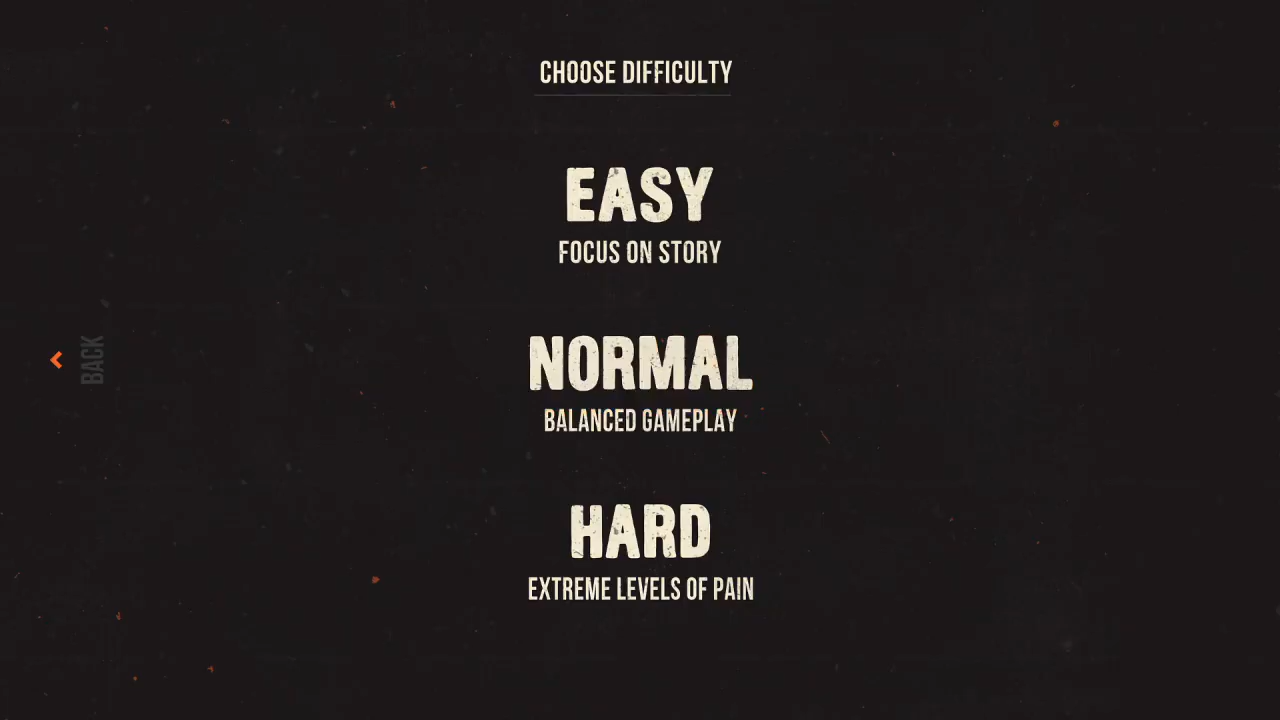 CHOOSE DIFFICULTY
EASY
FOCUS ON STORY
BACK
NORMAL
BALANCED GAMEPLAY
HARD
EXTREME LEVELS OF PAIN